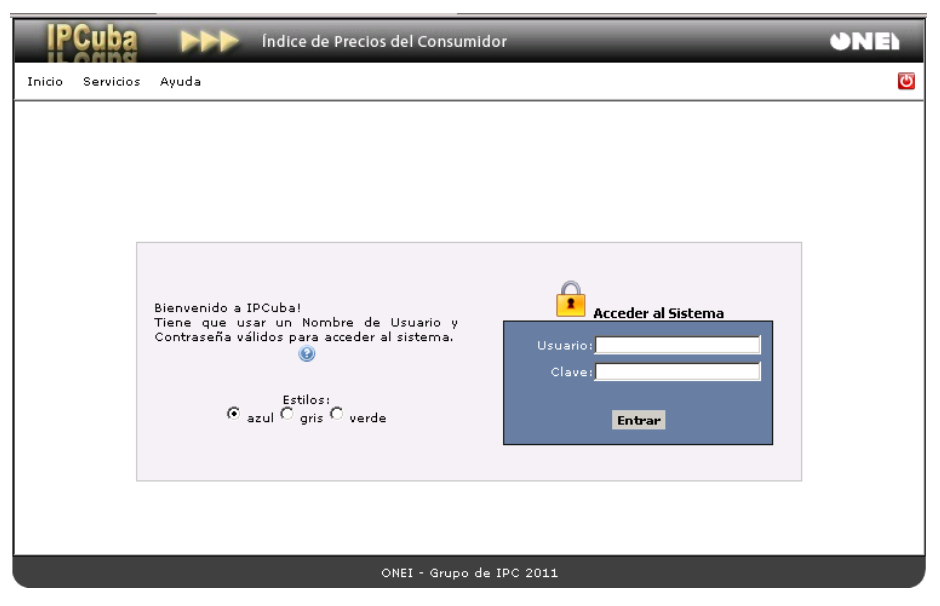 IPCuba
Índice de Precios del Consumidor
ONEI
Inicio Servicios Ayuda
Bienvenido a IPCuba!
Tiene que usar un Nombre de Usuario y
Contraseña válidos para acceder al sistema.
Estilos:
azul gris verde
Acceder al Sistema
Usuario:
Clave:
Entrar
ONEI - Grupo de IPC 2011